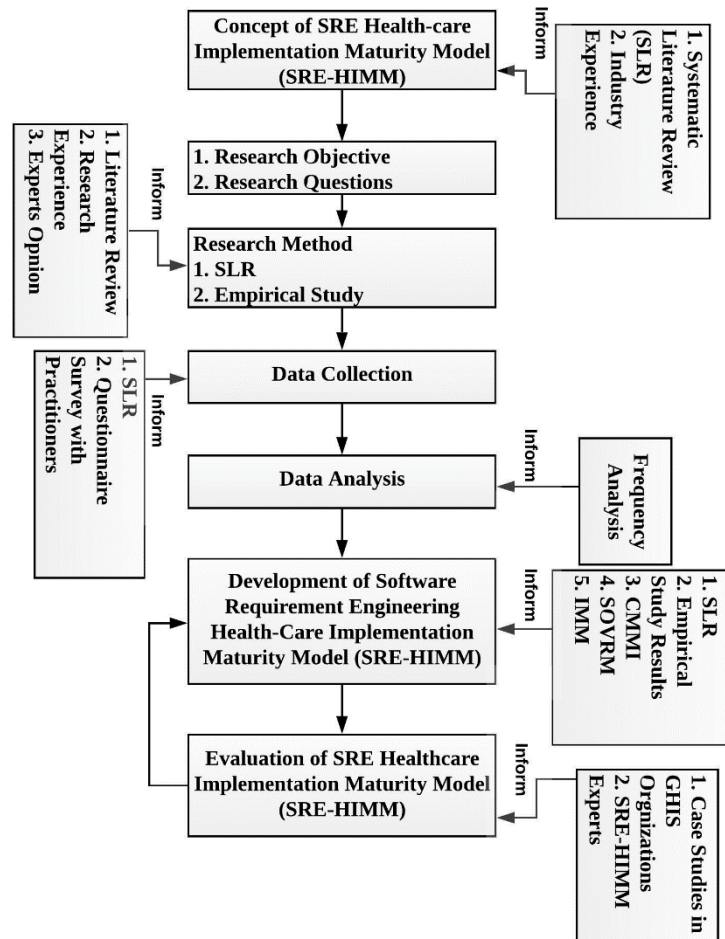 Concept of SRE Health-care
Implementation Maturity Model
(SRE-HIMM)
Inform
1. Systematic
Literature Review
(SLR)
2. Industry
Experience
1. Research Objective
2. Research Questions
1. Literature Review
2. Research
Experience
3. Experts Opnion
Inform
Research Method
1. SLR
2. Empirical Study
1. SLR
2. Questionnaire
Survey with
Practitioners
Inform
Data Collection
Data Analysis
Inform
Frequency
Analysis
Development of Software
Requirement Engineering
Health-Care Implementation
Maturity Model (SRE-HIMM)
Inform
1. SLR
2. Empirical
Study Results
3. CMMI
4. SOVRM
5. IMM
Evaluation of SRE Healthcare
Implementation Maturity Model
(SRE-HIMM)
Inform
1. Case Studies in
GHIS
Orgnizations
2. SRE-HIMM
Experts